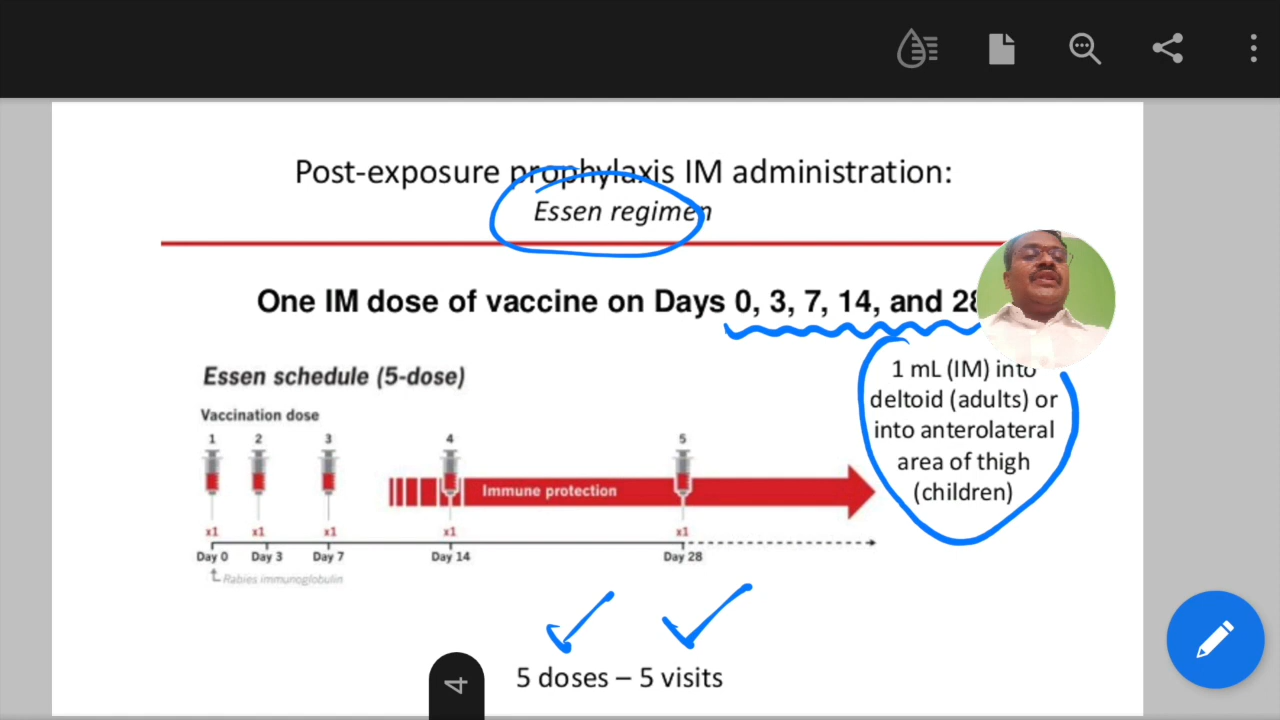 Post-exposure prophylaxis IM administration:
Essen regimen
One IM dose of vaccine on Days 0, 3, 7, 14, and 28
Essen schedule (5-dose)
Vaccination dose
1 2 3 4 5
Immune protection
x1 x1 x1 x1 x1
Day 0 Day 3 Day 7 Day 14 Day 28
Rabies immunoglobulin
1 mL (IM) into
deltoid (adults) or
into anterolateral
area of thigh
(children)
5 doses – 5 visits
4